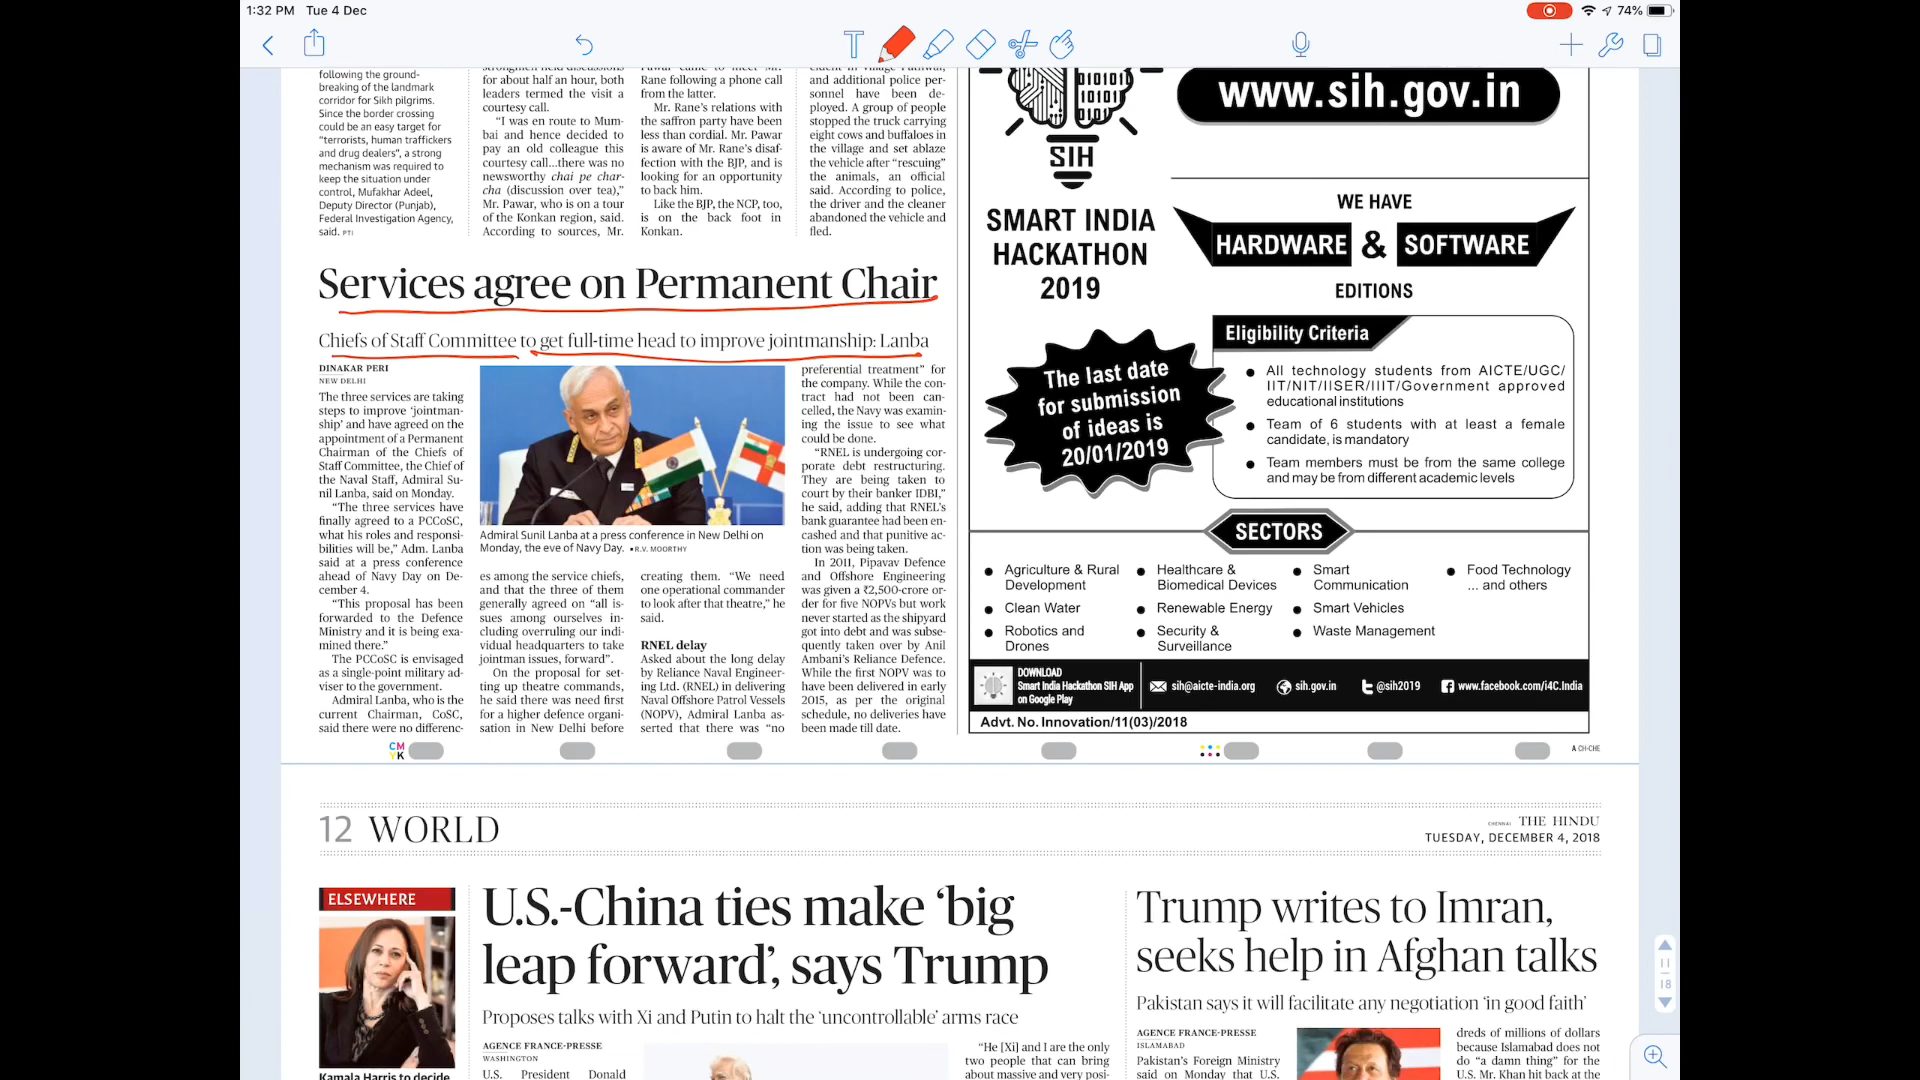 1:32 PM Tue 4 Dec
74%
following the ground-
breaking of the landmark
corridor for Sikh pilgrims.
Since the border crossing
could be an easy target for
“terrorists, human traffickers
and drug dealers”, a strong
mechanism was required to
keep the situation under
control, Mufakhar Adeel,
Deputy Director (Punjab),
Federal Investigation Agency,
said. PTI
for about half an hour, both
leaders termed the visit a
courtesy call.
“I was en route to Mum-
bai and hence decided to
pay an old colleague this
courtesy call...there was no
newsworthy chai pe char-
cha (discussion over tea),”
Mr. Pawar, who is on a tour
of the Konkan region, said.
According to sources, Mr.
Rane following a phone call
from the latter.
Mr. Rane’s relations with
the saffron party have been
less than cordial. Mr. Pawar
is aware of Mr. Rane’s disaf-
fection with the BJP, and is
looking for an opportunity
to back him.
Like the BJP, the NCP, too,
is on the back foot in
Konkan.
and additional police per-
sonnel have been de-
ployed. A group of people
stopped the truck carrying
eight cows and buffaloes in
the village and set ablaze
the vehicle after “rescuing”
the animals, an official
said. According to police,
the driver and the cleaner
abandoned the vehicle and
fled.
Services agree on Permanent Chair
Chiefs of Staff Committee to get full-time head to improve jointmanship: Lanba
DINAKAR PERI
NEW DELHI
The three services are taking
steps to improve ‘jointman-
ship’ and have agreed on the
appointment of a Permanent
Chairman of the Chiefs of
Staff Committee, the Chief of
the Naval Staff, Admiral Su-
nil Lanba, said on Monday.
“The three services have
finally agreed to a PCCoSC,
what his roles and responsi-
bilities will be,” Adm. Lanba
said at a press conference
ahead of Navy Day on De-
cember 4.
“This proposal has been
forwarded to the Defence
Ministry and it is being exa-
mined there.”
The PCCoSC is envisaged
as a single-point military ad-
viser to the government.
Admiral Lanba, who is the
current Chairman, CoSC,
said there were no differenc-
Admiral Sunil Lanba at a press conference in New Delhi on
Monday, the eve of Navy Day. • R.V. MOORTHY
es among the service chiefs,
and that the three of them
generally agreed on “all is-
sues among ourselves in-
cluding overruling our indi-
vidual headquarters to take
jointman issues, forward”.
On the proposal for set-
ting up theatre commands,
he said there was need first
for a higher defence organi-
sation in New Delhi before
creating them. “We need
one operational commander
to look after that theatre,” he
said.
RNEL delay
Asked about the long delay
by Reliance Naval Engineer-
ing Ltd. (RNEL) in delivering
Naval Offshore Patrol Vessels
(NOPV), Admiral Lanba as-
serted that there was “no
preferential treatment” for
the company. While the con-
tract had not been can-
celled, the Navy was examin-
ing the issue to see what
could be done.
“RNEL is undergoing cor-
porate debt restructuring.
They are being taken to
court by their banker IDBI,”
he said, adding that RNEL’s
bank guarantee had been en-
cashed and that punitive ac-
tion was being taken.
In 2011, Pipavav Defence
and Offshore Engineering
was given a ₹2,500-crore or-
der for five NOPVs but work
never started as the shipyard
got into debt and was subse-
quently taken over by Anil
Ambani’s Reliance Defence.
While the first NOPV was to
have been delivered in early
2015, as per the original
schedule, no deliveries have
been made till date.
www.sih.gov.in
SIH
SMART INDIA
HACKATHON
2019
WE HAVE
HARDWARE & SOFTWARE
EDITIONS
The last date
for submission
of ideas is
20/01/2019
Eligibility Criteria
All technology students from AICTE/UGC/
IIT/NIT/IISER/IIIT/Government approved
educational institutions
Team of 6 students with at least a female
candidate, is mandatory
Team members must be from the same college
and may be from different academic levels
SECTORS
Agriculture & Rural
Development
Clean Water
Robotics and
Drones
Healthcare &
Biomedical Devices
Renewable Energy
Security &
Surveillance
Smart
Communication
Smart Vehicles
Waste Management
Food Technology
... and others
DOWNLOAD
Smart India Hackathon SIH App
on Google Play
sih@aicte-india.org
sih.gov.in
@sih2019
www.facebook.com/i4C.India
Advt. No. Innovation/11(03)/2018
CM
YK
A CH-CHE
12 WORLD
CHENNAI THE HINDU
TUESDAY, DECEMBER 4, 2018
ELSEWHERE
Kamala Harris to decide
U.S.-China ties make ‘big
leap forward’, says Trump
Proposes talks with Xi and Putin to halt the ‘uncontrollable’ arms race
AGENCE FRANCE-PRESSE
WASHINGTON
U.S. President Donald
“He [Xi] and I are the only
two people that can bring
about massive and very posi-
Trump writes to Imran,
seeks help in Afghan talks
Pakistan says it will facilitate any negotiation ‘in good faith’
AGENCE FRANCE-PRESSE
ISLAMABAD
Pakistan’s Foreign Ministry
said on Monday that U.S.
dreds of millions of dollars
because Islamabad does not
do “a damn thing” for the
U.S. Mr. Khan hit back at the
11
18